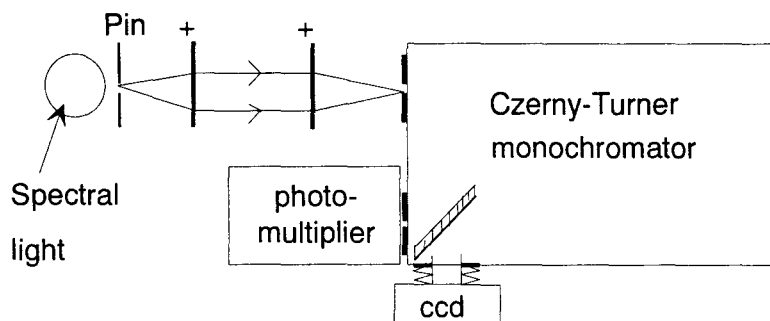 Pin
+
+
Czerny-Turner
monochromator
Spectral
light
photo-
multiplier
ccd